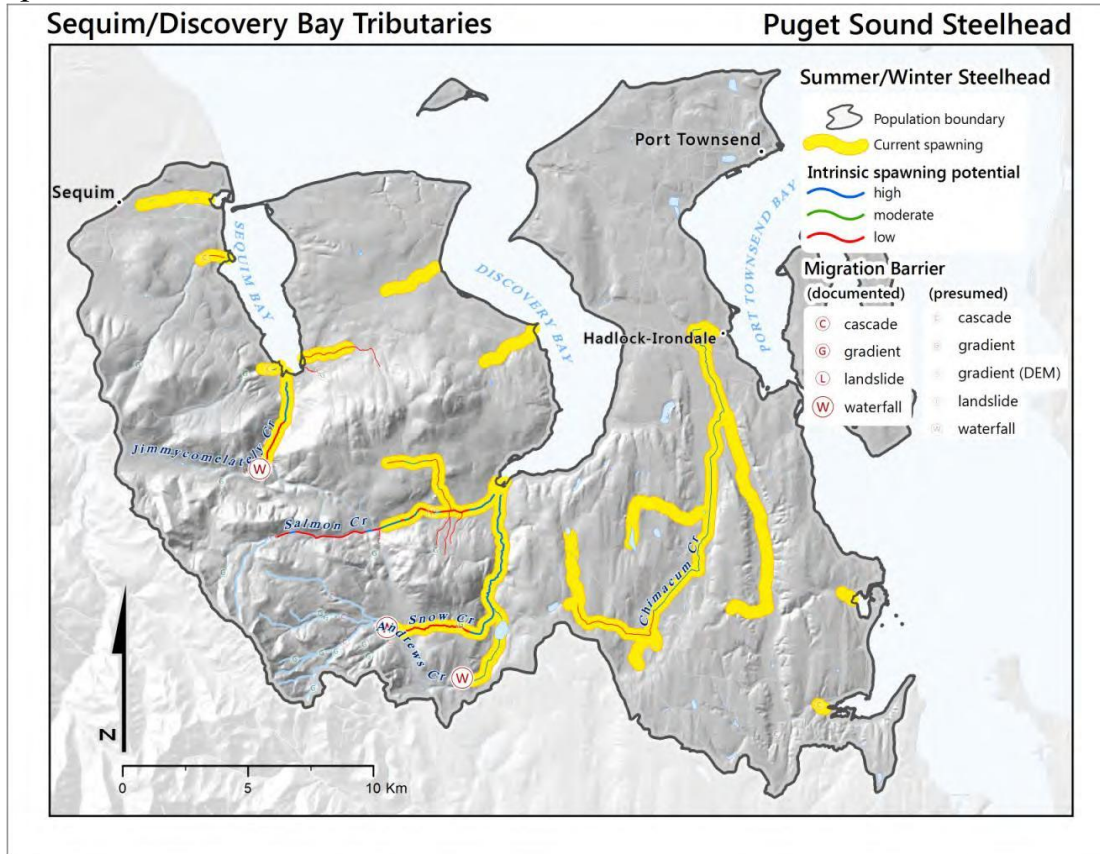 Sequim/Discovery Bay Tributaries
Puget Sound Steelhead
Summer/Winter Steelhead
Population boundary
Current spawning
Intrinsic spawning potential
high
moderate
low
Migration Barrier
(documented)
(presumed)
C cascade
G gradient
L landslide
W waterfall
cascade
gradient
gradient (DEM)
landslide
waterfall
Port Townsend
Sequim
SEQUIM BAY
DISCOVERY BAY
PORT TOWNSEND BAY
Hadlock-Irondale
Jimmycomelately Cr
W
Salmon Cr
Chimacum Cr
Snow Cr
Andrews Cr
W
N
0 5 10 Km